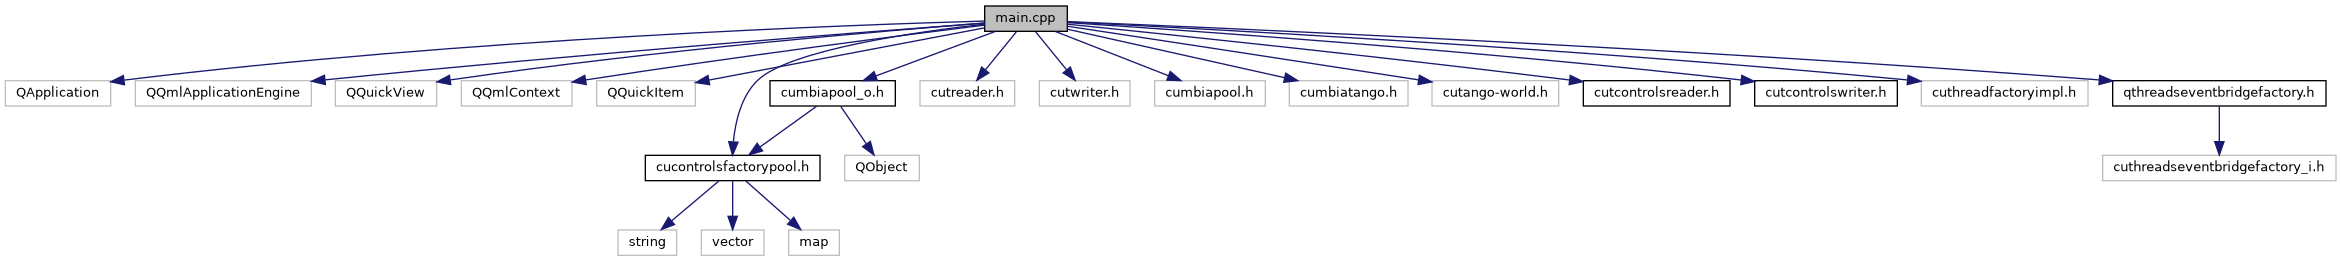 main.cpp
QApplication
QQmlApplicationEngine
QQuickView
QQmlContext
QQuickItem
cumbiapool_o.h
cutreader.h
cutwriter.h
cumbiapool.h
cumbiatango.h
cutango-world.h
cutcontrolsreader.h
cutcontrolswriter.h
cuthreadfactoryimpl.h
qthreadseventbridgefactory.h
cucontrolsfactorypool.h
QObject
cuthreadseventbridgefactory_i.h
string
vector
map